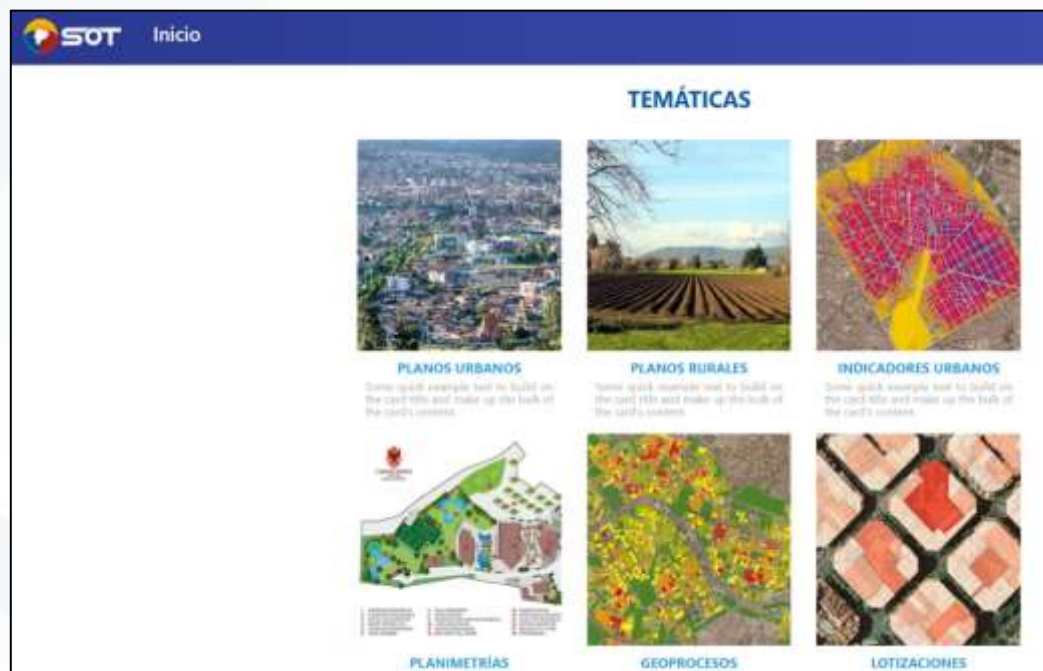 SOT Inicio
TEMÁTICAS
PLANOS URBANOS
Some quick example text to build on
the card title and make up the bulk of
the card's content.
PLANOS RURALES
Some quick example text to build on
the card title and make up the bulk of
the card's content.
INDICADORES URBANOS
Some quick example text to build on
the card title and make up the bulk of
the card's content.
PLANIMETRÍAS
GEOPROCESOS
LOTIZACIONES